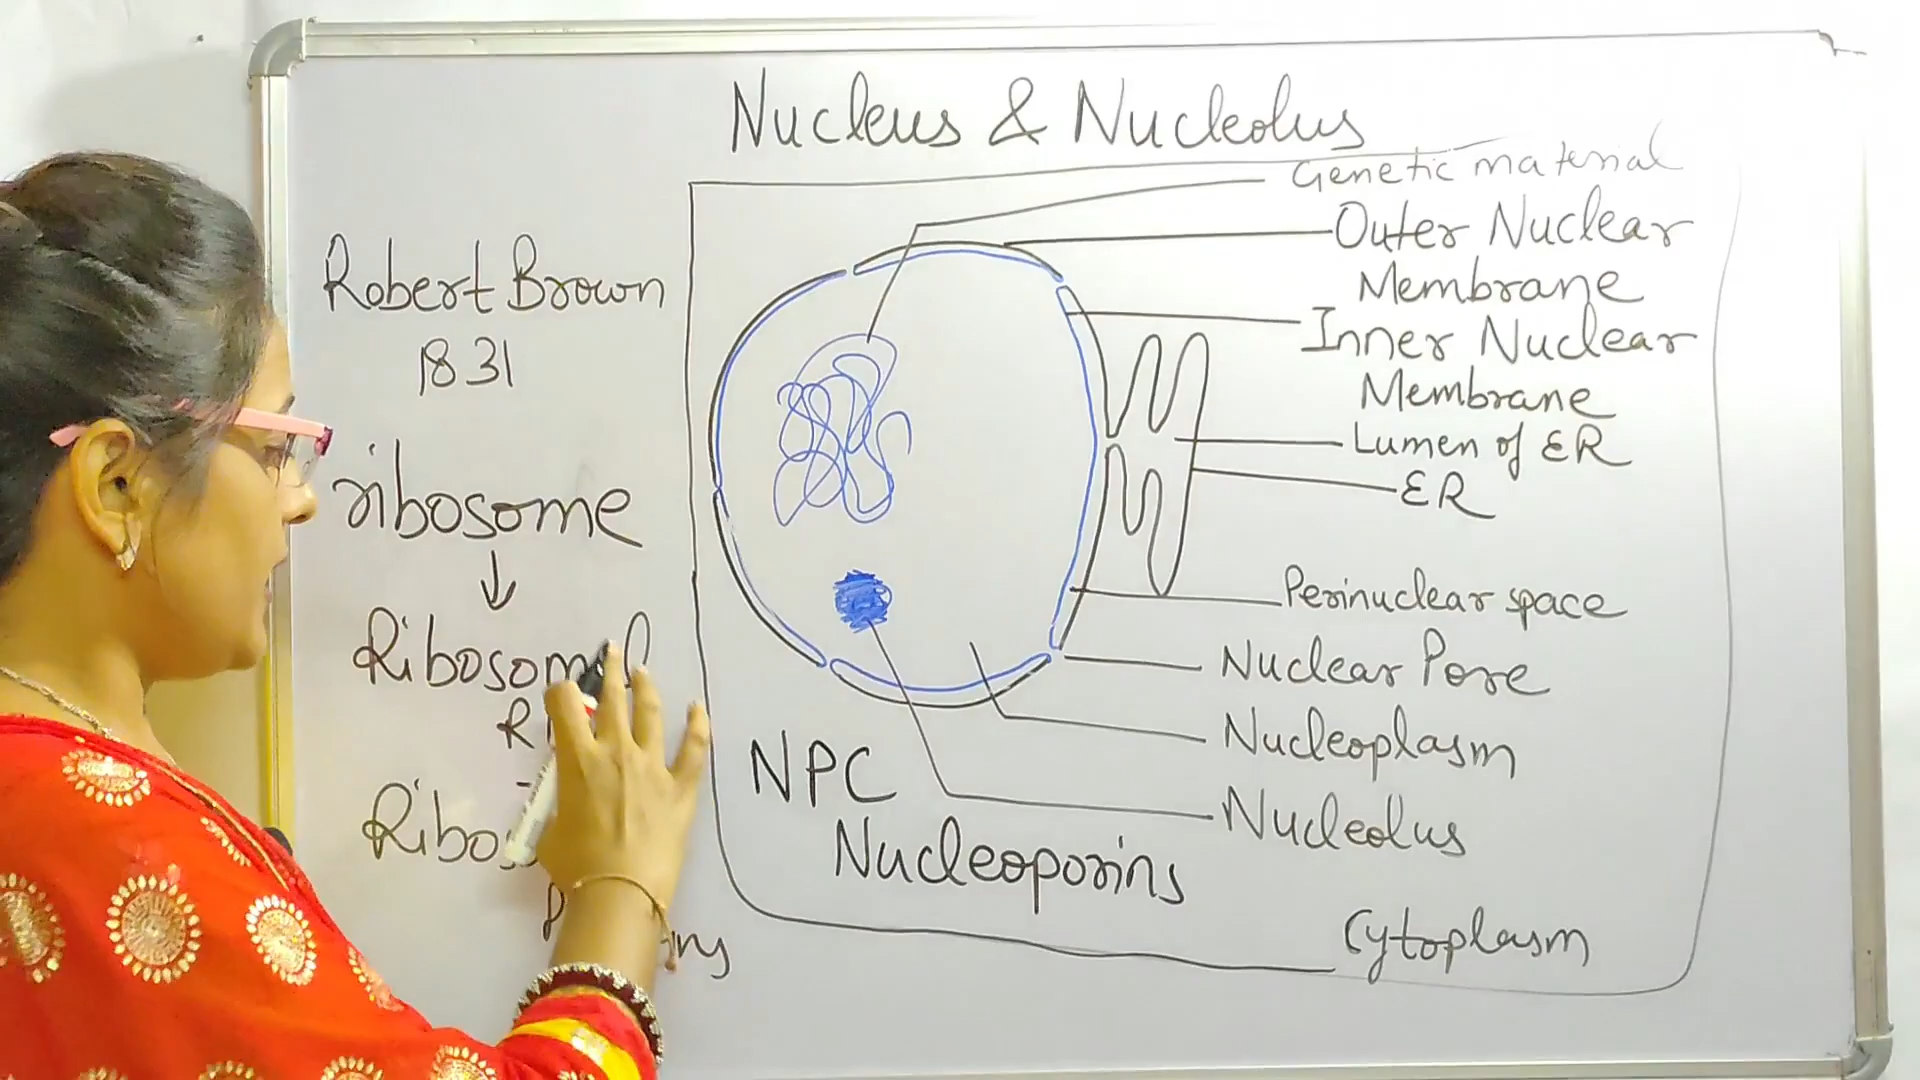 Nucleus & Nucleolus
Robert Brown
1831
ribosome
↓
Ribosomal
Genetic material
Outer Nuclear
Membrane
Inner Nuclear
Membrane
Lumen of ER
ER
Perinuclear space
Nuclear Pore
Nucleoplasm
Nucleolus
NPC
Nucleoporins
Cytoplasm